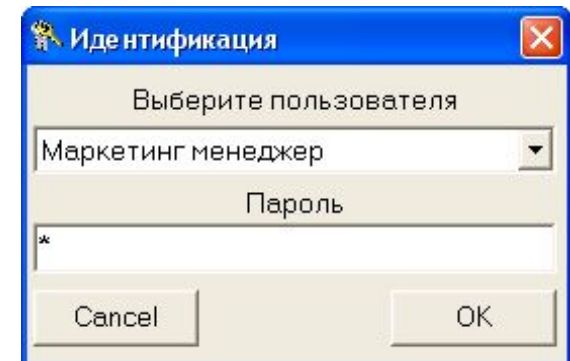 Идентификация
Выберите пользователя
Маркетинг менеджер
Пароль
*
Cancel OK